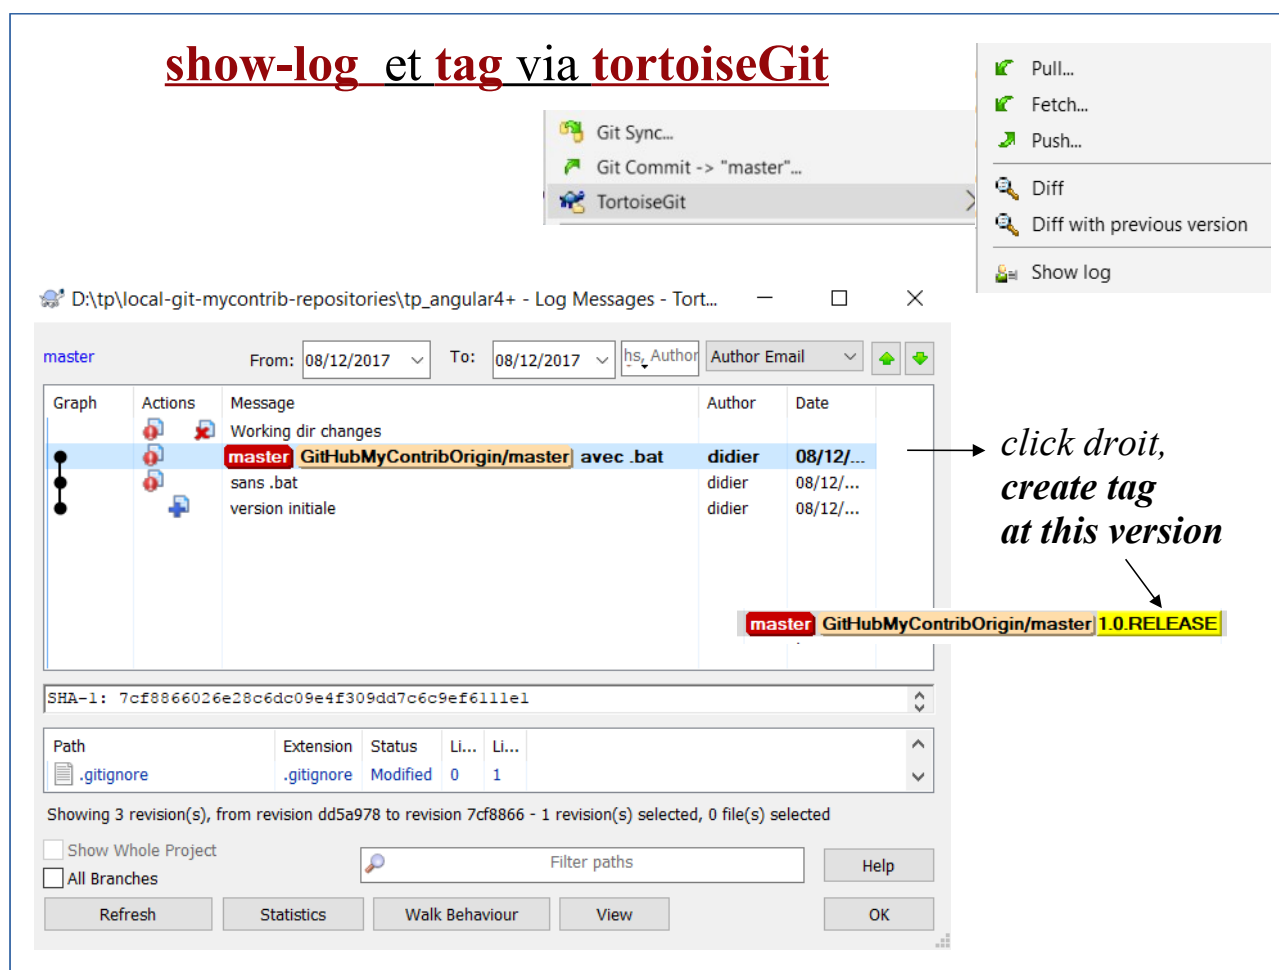 show-log et tag via tortoiseGit
Pull...
Fetch...
Push...
Diff
Diff with previous version
Show log
Git Sync...
Git Commit -> "master"...
TortoiseGit
D:\tp\local-git-mycontrib-repositories\tp_angular4+ - Log Messages - Tort...
master From: 08/12/2017 To: 08/12/2017 hs, Author Author Email
Graph Actions Message Author Date
Working dir changes
master GitHubMyContribOrigin/master avec .bat didier 08/12/...
sans .bat didier 08/12/...
version initiale didier 08/12/...
click droit,
create tag
at this version
master GitHubMyContribOrigin/master 1.0.RELEASE
SHA-1: 7cf8866026e28c6dc09e4f309dd7c6c9ef6111e1
Path Extension Status Li... Li...
.gitignore .gitignore Modified 0 1
Showing 3 revision(s), from revision dd5a978 to revision 7cf8866 - 1 revision(s) selected, 0 file(s) selected
Show Whole Project
All Branches
Filter paths
Help
Refresh Statistics Walk Behaviour View OK